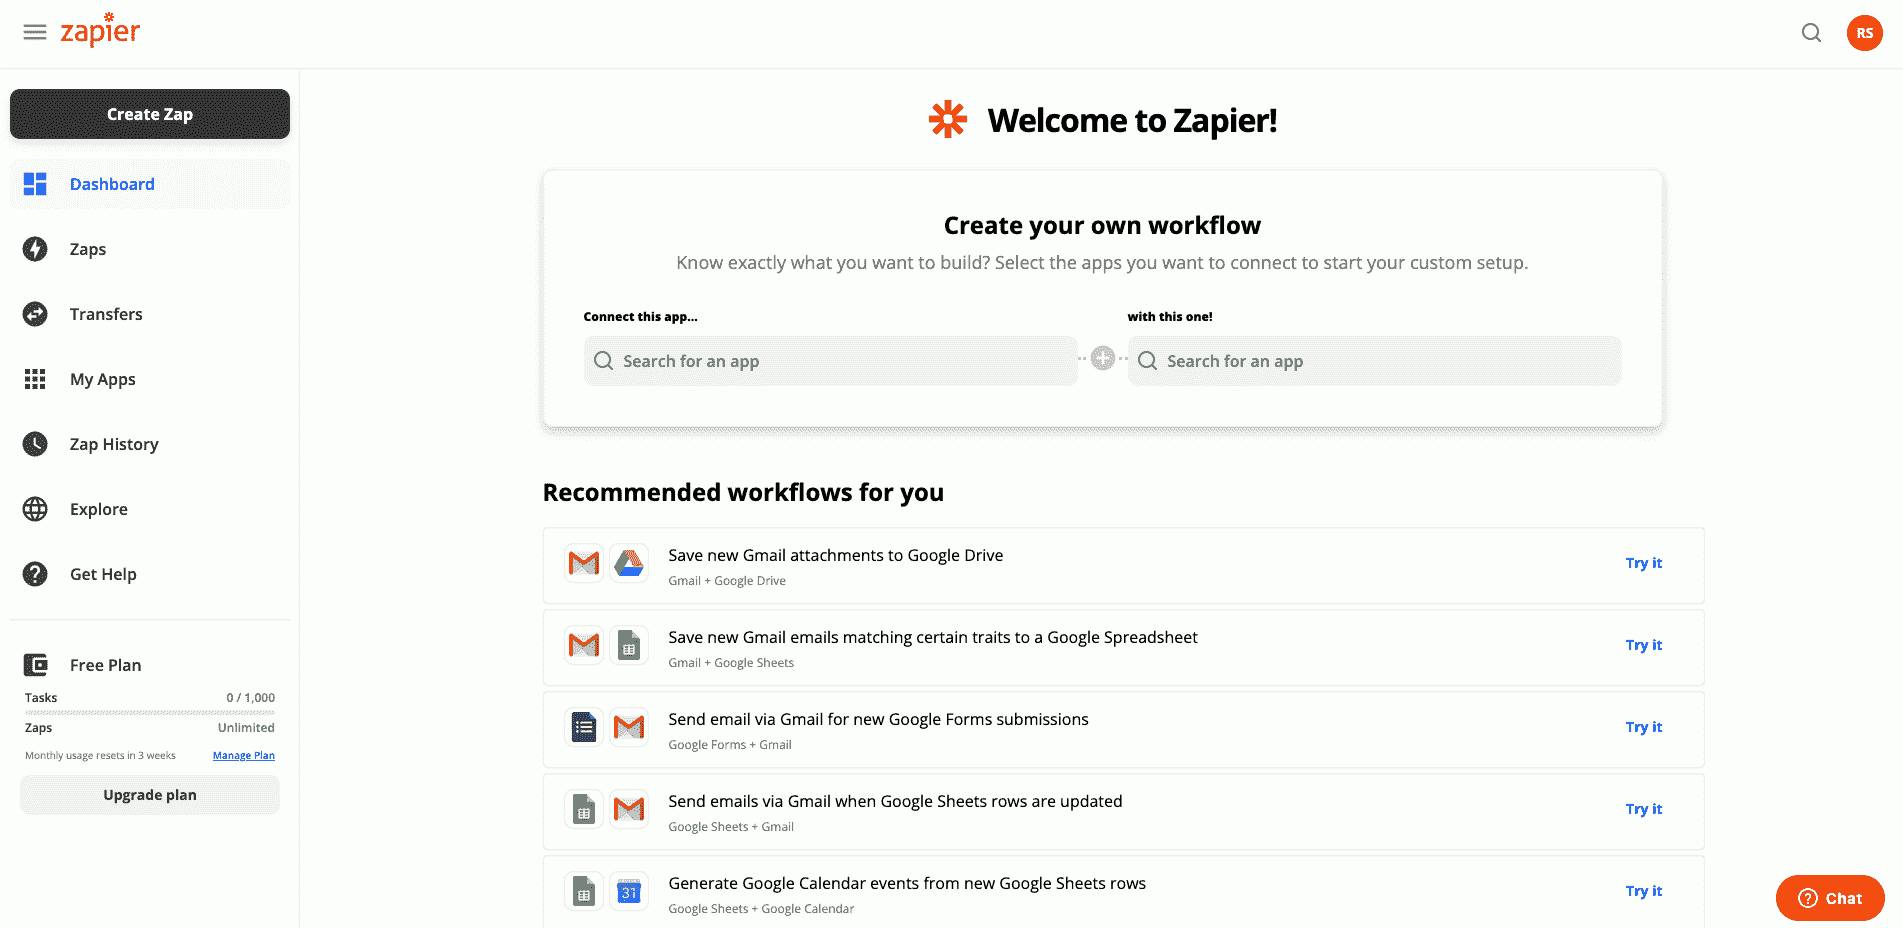 zapier
RS
Create Zap
Dashboard
Zaps
Transfers
My Apps
Zap History
Explore
Get Help
Free Plan
Tasks 0 / 1,000
Zaps Unlimited
Monthly usage resets in 3 weeks Manage Plan
Upgrade plan
Welcome to Zapier!
Create your own workflow
Know exactly what you want to build? Select the apps you want to connect to start your custom setup.
Connect this app... with this one!
Search for an app Search for an app
Recommended workflows for you
Save new Gmail attachments to Google Drive
Gmail + Google Drive
Try it
Save new Gmail emails matching certain traits to a Google Spreadsheet
Gmail + Google Sheets
Try it
Send email via Gmail for new Google Forms submissions
Google Forms + Gmail
Try it
Send emails via Gmail when Google Sheets rows are updated
Google Sheets + Gmail
Try it
31
Generate Google Calendar events from new Google Sheets rows
Google Sheets + Google Calendar
Try it
Chat